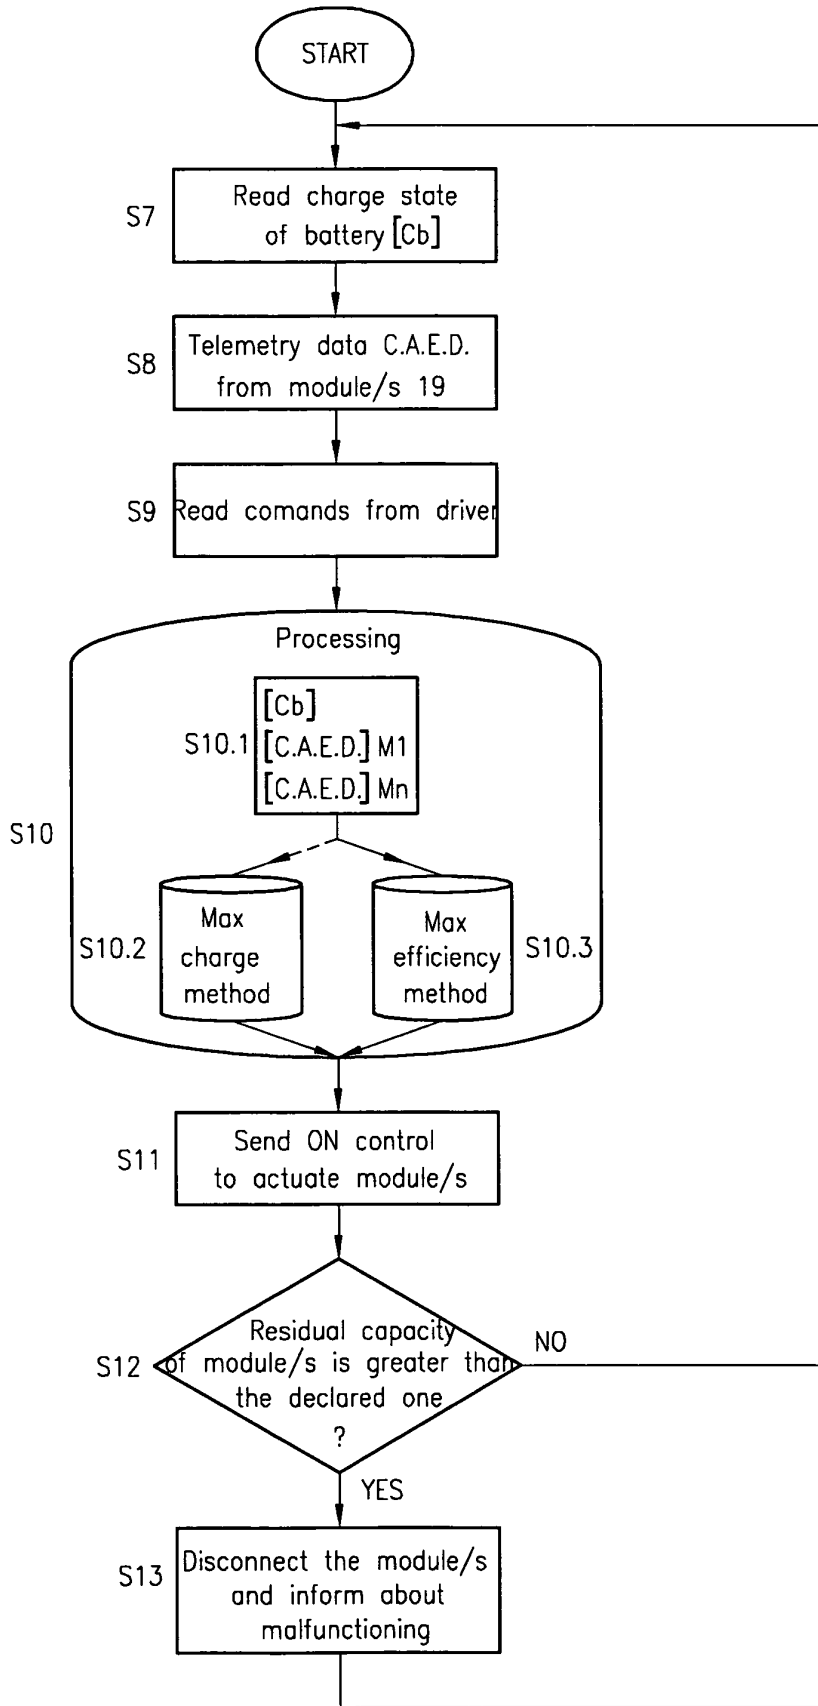 START
S7
Read charge state
of battery [Cb]
S8
Telemetry data C.A.E.D.
from module/s 19
S9
Read comands from driver
Processing
S10
S10.1
[Cb]
[C.A.E.D.] M1
[C.A.E.D.] Mn
S10.2
Max
charge
method
Max
efficiency
method
S10.3
S11
Send ON control
to actuate module/s
S12
Residual capacity
of module/s is greater than
the declared one
?
NO
YES
S13
Disconnect the module/s
and inform about
malfunctioning